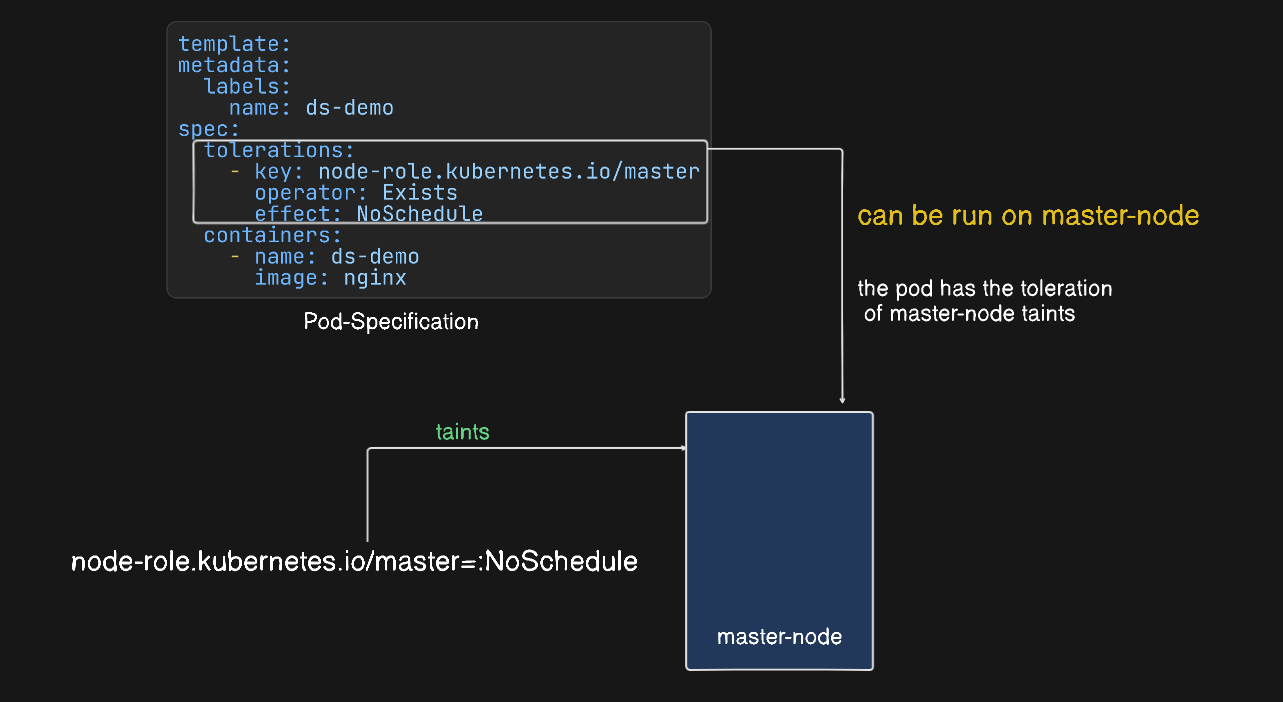 template:
metadata:
  labels:
    name: ds-demo
spec:
  tolerations:
    - key: node-role.kubernetes.io/master
      operator: Exists
      effect: NoSchedule
  containers:
    - name: ds-demo
      image: nginx
Pod-Specification
can be run on master-node
the pod has the toleration
of master-node taints
taints
node-role.kubernetes.io/master=:NoSchedule
master-node